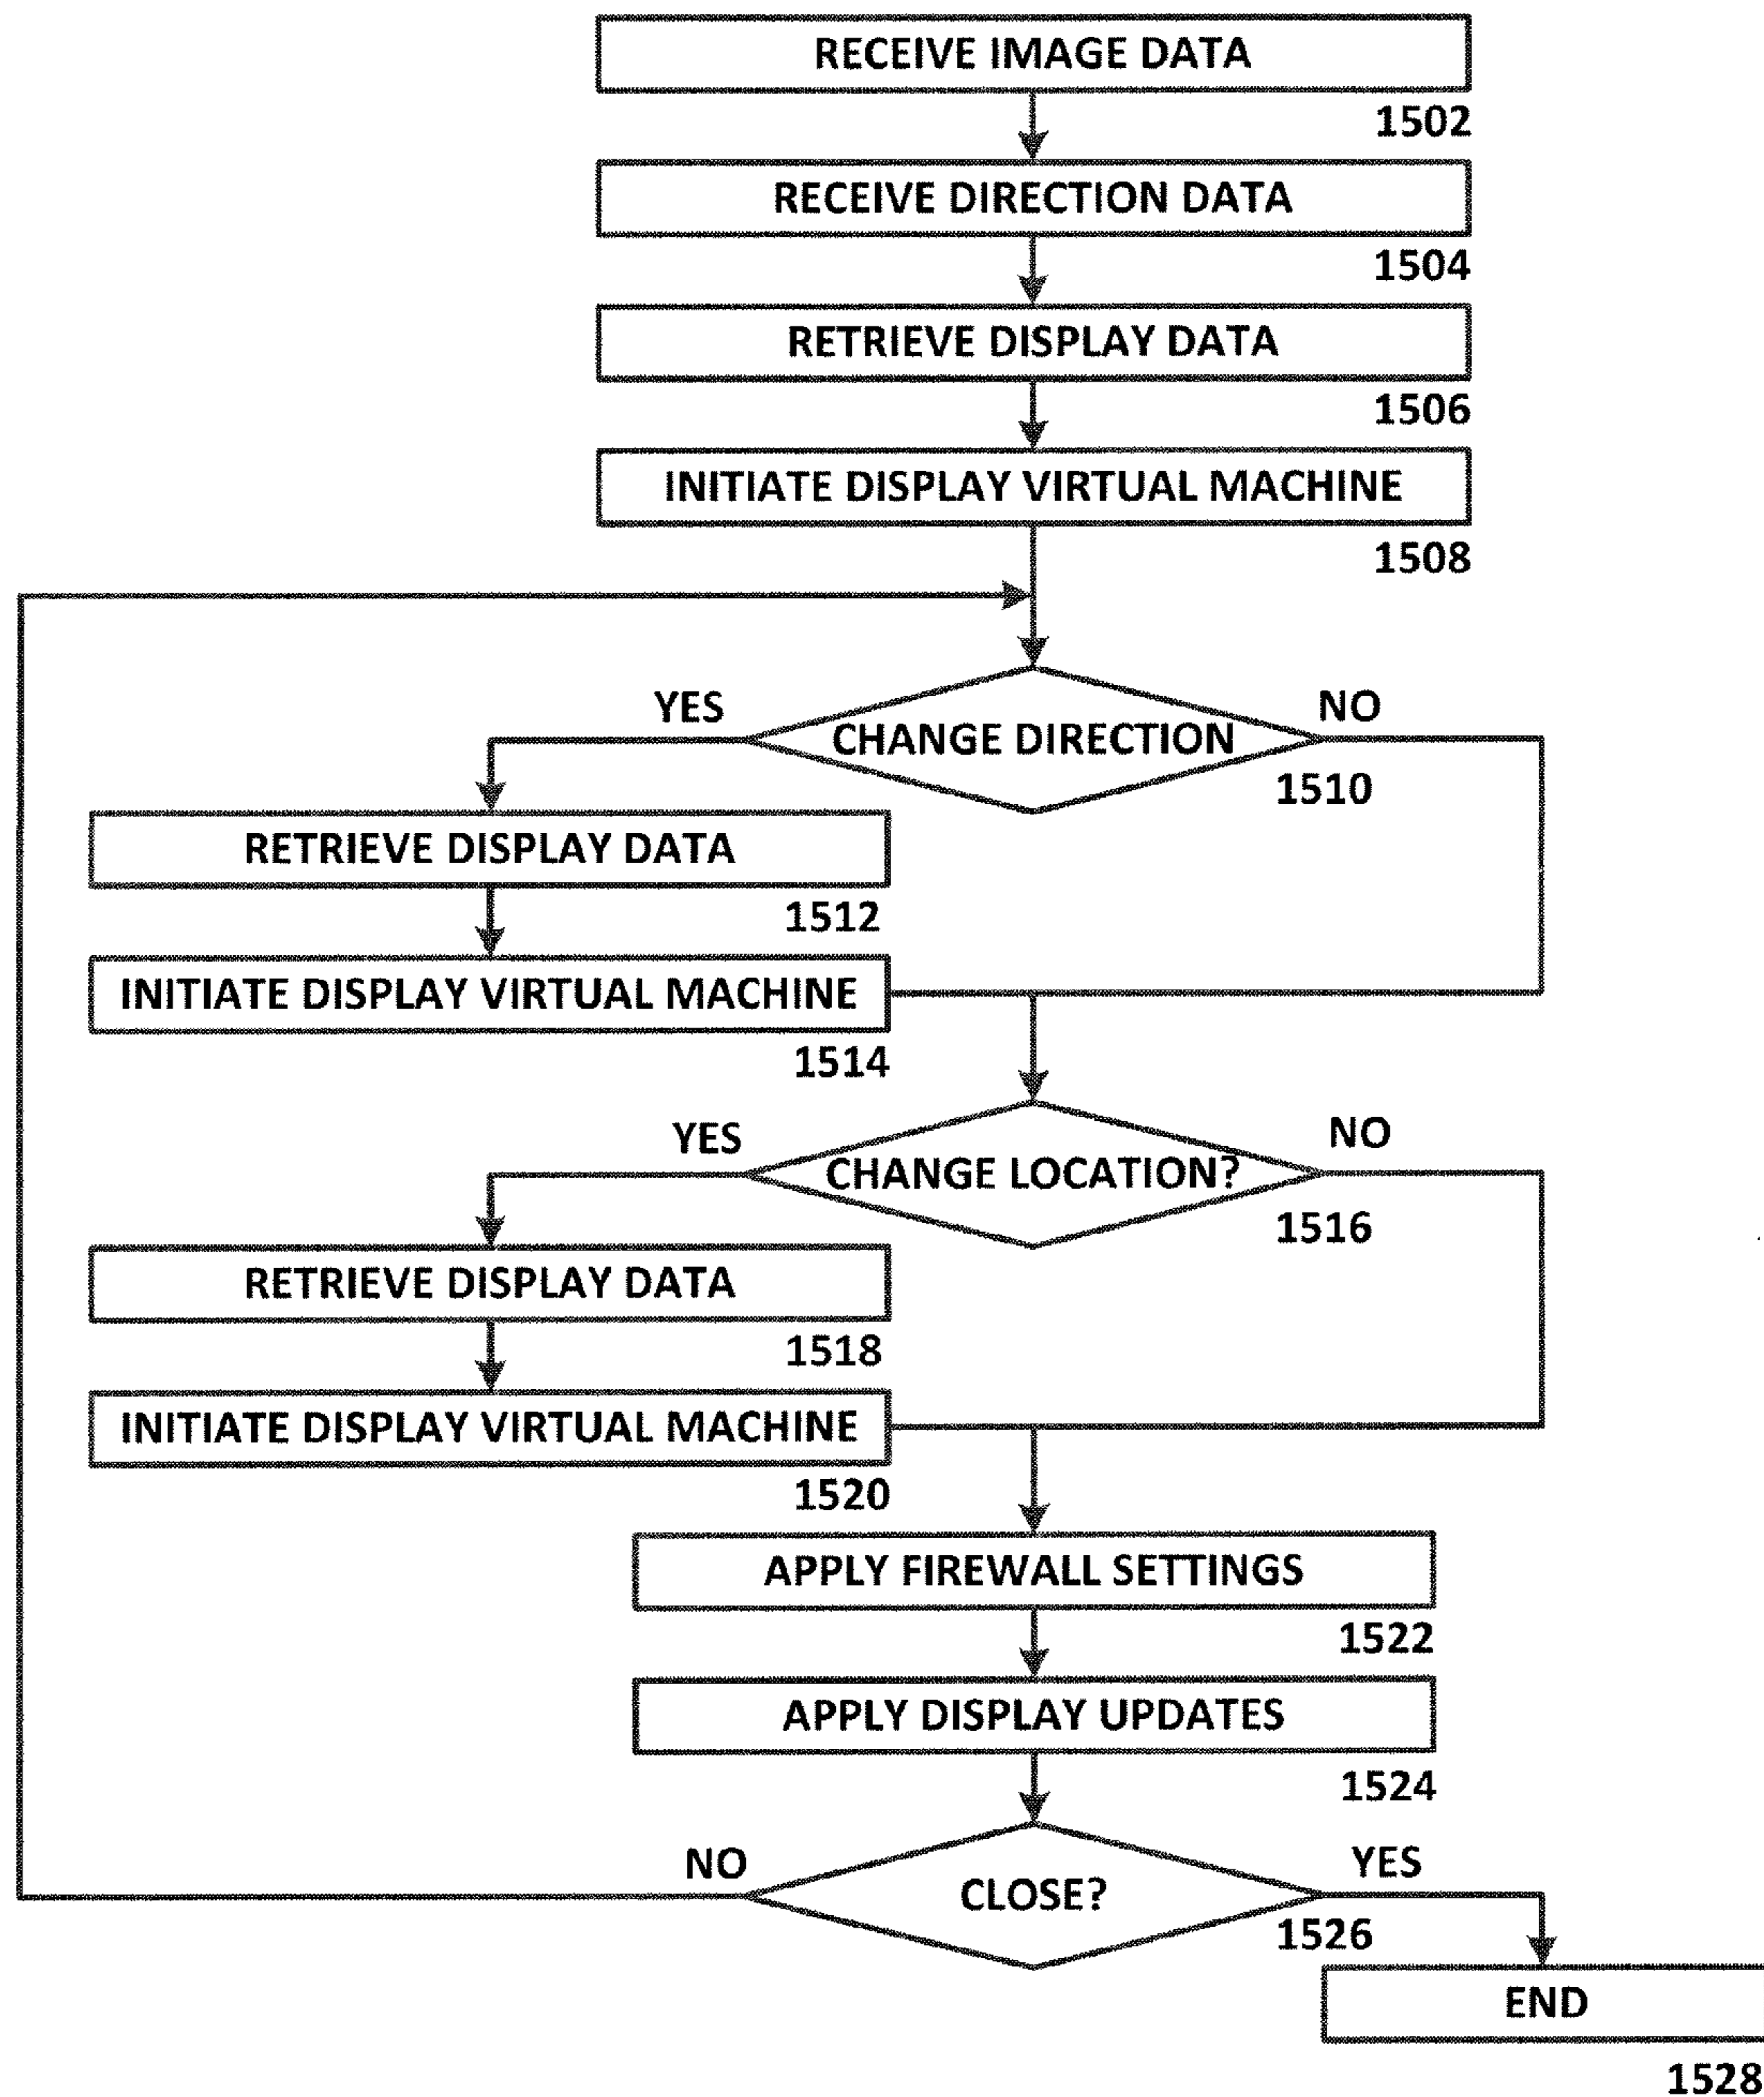 RECEIVE IMAGE DATA
1502
RECEIVE DIRECTION DATA
1504
RETRIEVE DISPLAY DATA
1506
INITIATE DISPLAY VIRTUAL MACHINE
1508
YES
NO
CHANGE DIRECTION
1510
RETRIEVE DISPLAY DATA
1512
INITIATE DISPLAY VIRTUAL MACHINE
1514
YES
NO
CHANGE LOCATION?
1516
RETRIEVE DISPLAY DATA
1518
INITIATE DISPLAY VIRTUAL MACHINE
1520
APPLY FIREWALL SETTINGS
1522
APPLY DISPLAY UPDATES
1524
NO
YES
CLOSE?
1526
END
1528